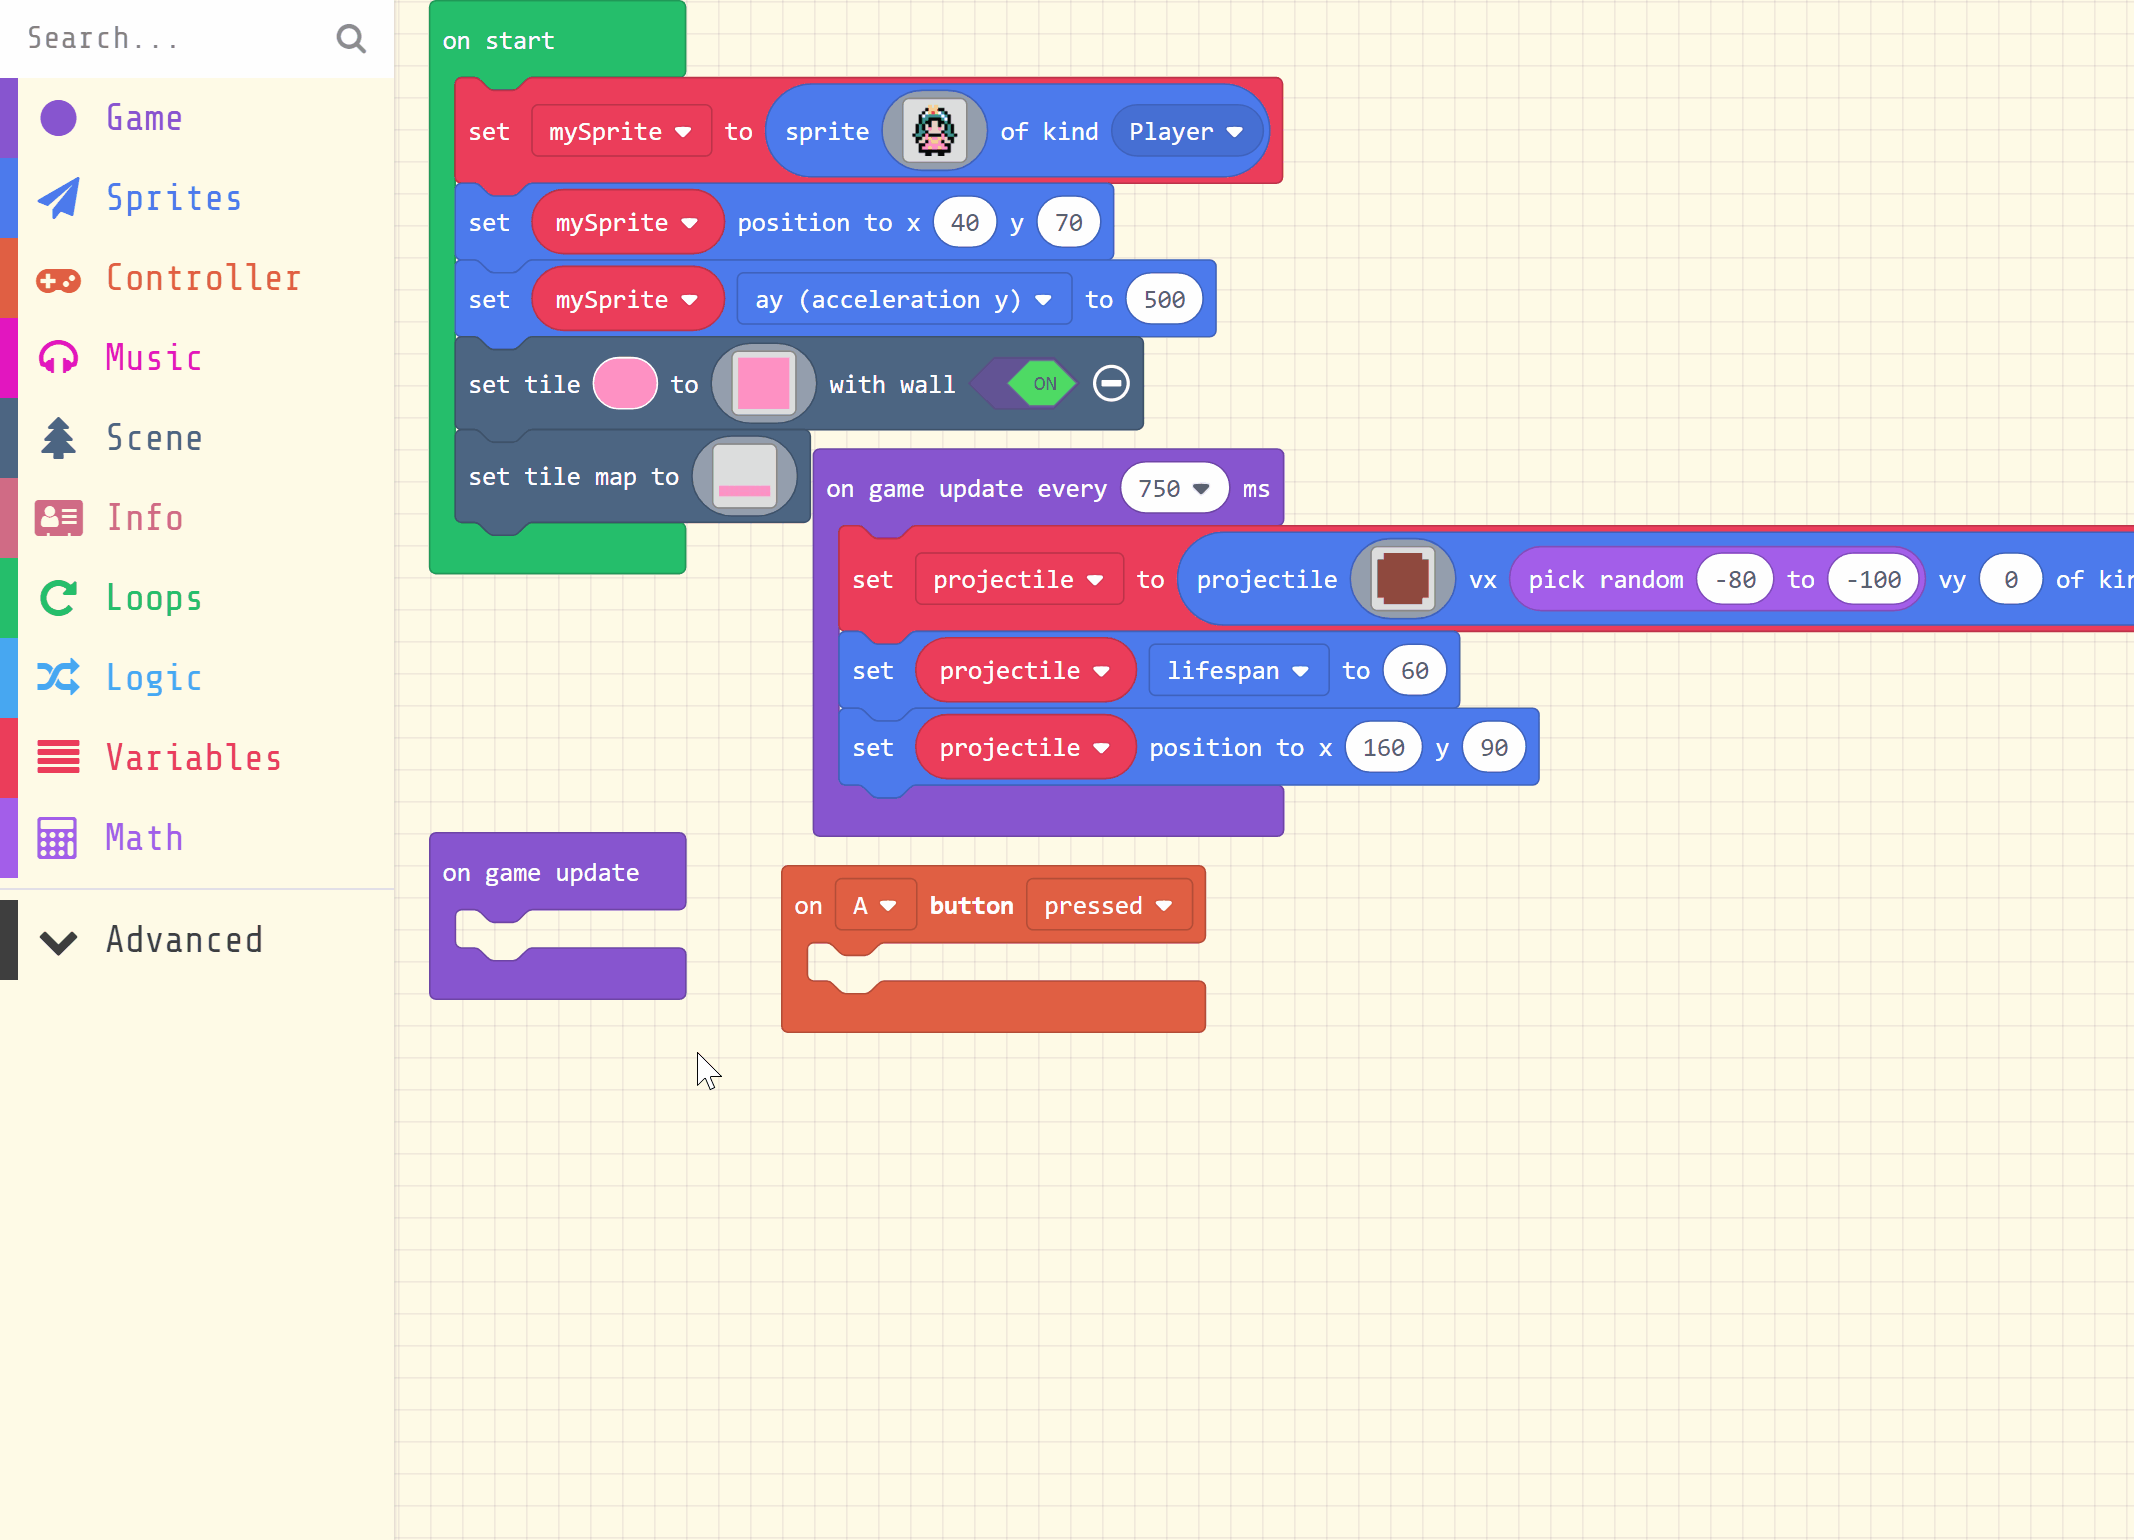 Search...
Game
Sprites
Controller
Music
Scene
Info
Loops
Logic
Variables
Math
Advanced
on start
set mySprite to sprite of kind Player
set mySprite position to x 40 y 70
set mySprite ay (acceleration y) to 500
set tile to with wall ON
set tile map to
on game update every 750 ms
set projectile to projectile vx pick random -80 to -100 vy 0 of
set projectile lifespan to 60
set projectile position to x 160 y 90
on game update
on A button pressed